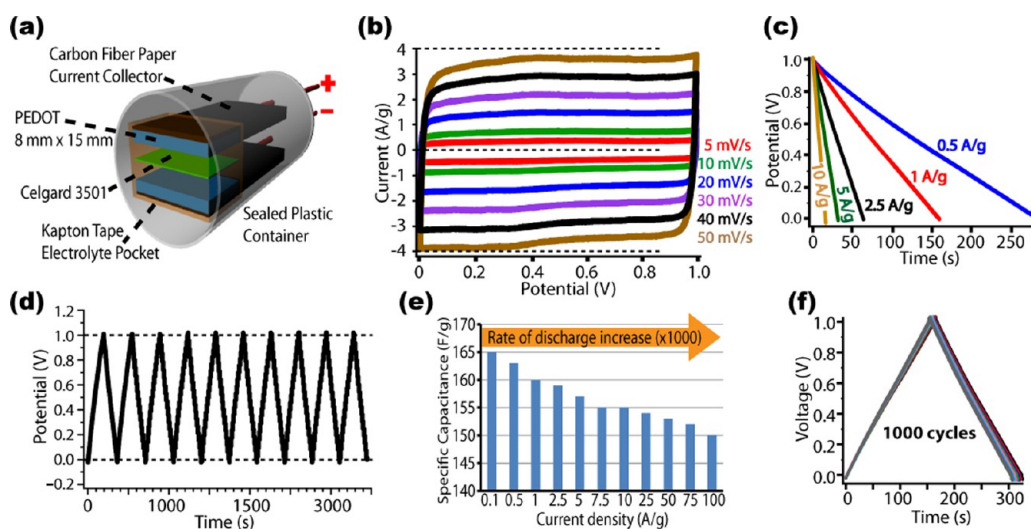 (a)
Carbon Fiber Paper
Current Collector
PEDOT
8 mm x 15 mm
Celgard 3501
Kapton Tape
Electrolyte Pocket
Sealed Plastic
Container
+
−
(b)
Current (A/g)
4
3
2
1
0
-1
-2
-3
-4
0
0.2
0.4
0.6
0.8
1.0
Potential (V)
5 mV/s
10 mV/s
20 mV/s
30 mV/s
40 mV/s
50 mV/s
(c)
Potential (V)
1.0
0.8
0.6
0.4
0.2
0.0
0
50
100
150
200
250
Time (s)
0.5 A/g
1 A/g
2.5 A/g
5 A/g
10 A/g
(d)
Potential (V)
1.2
1.0
0.8
0.6
0.4
0.2
0.0
−0.2
0
1000
2000
3000
Time (s)
(e)
Specific Capacitance (F/g)
170
165
160
155
150
145
140
Rate of discharge increase (x1000)
0.1 0.5 1 2.5 5 7.5 10 25 50 75 100
Current density (A/g)
(f)
Voltage (V)
1.0
0.8
0.6
0.4
0.2
0.0
1000 cycles
0
100
200
300
Time (s)